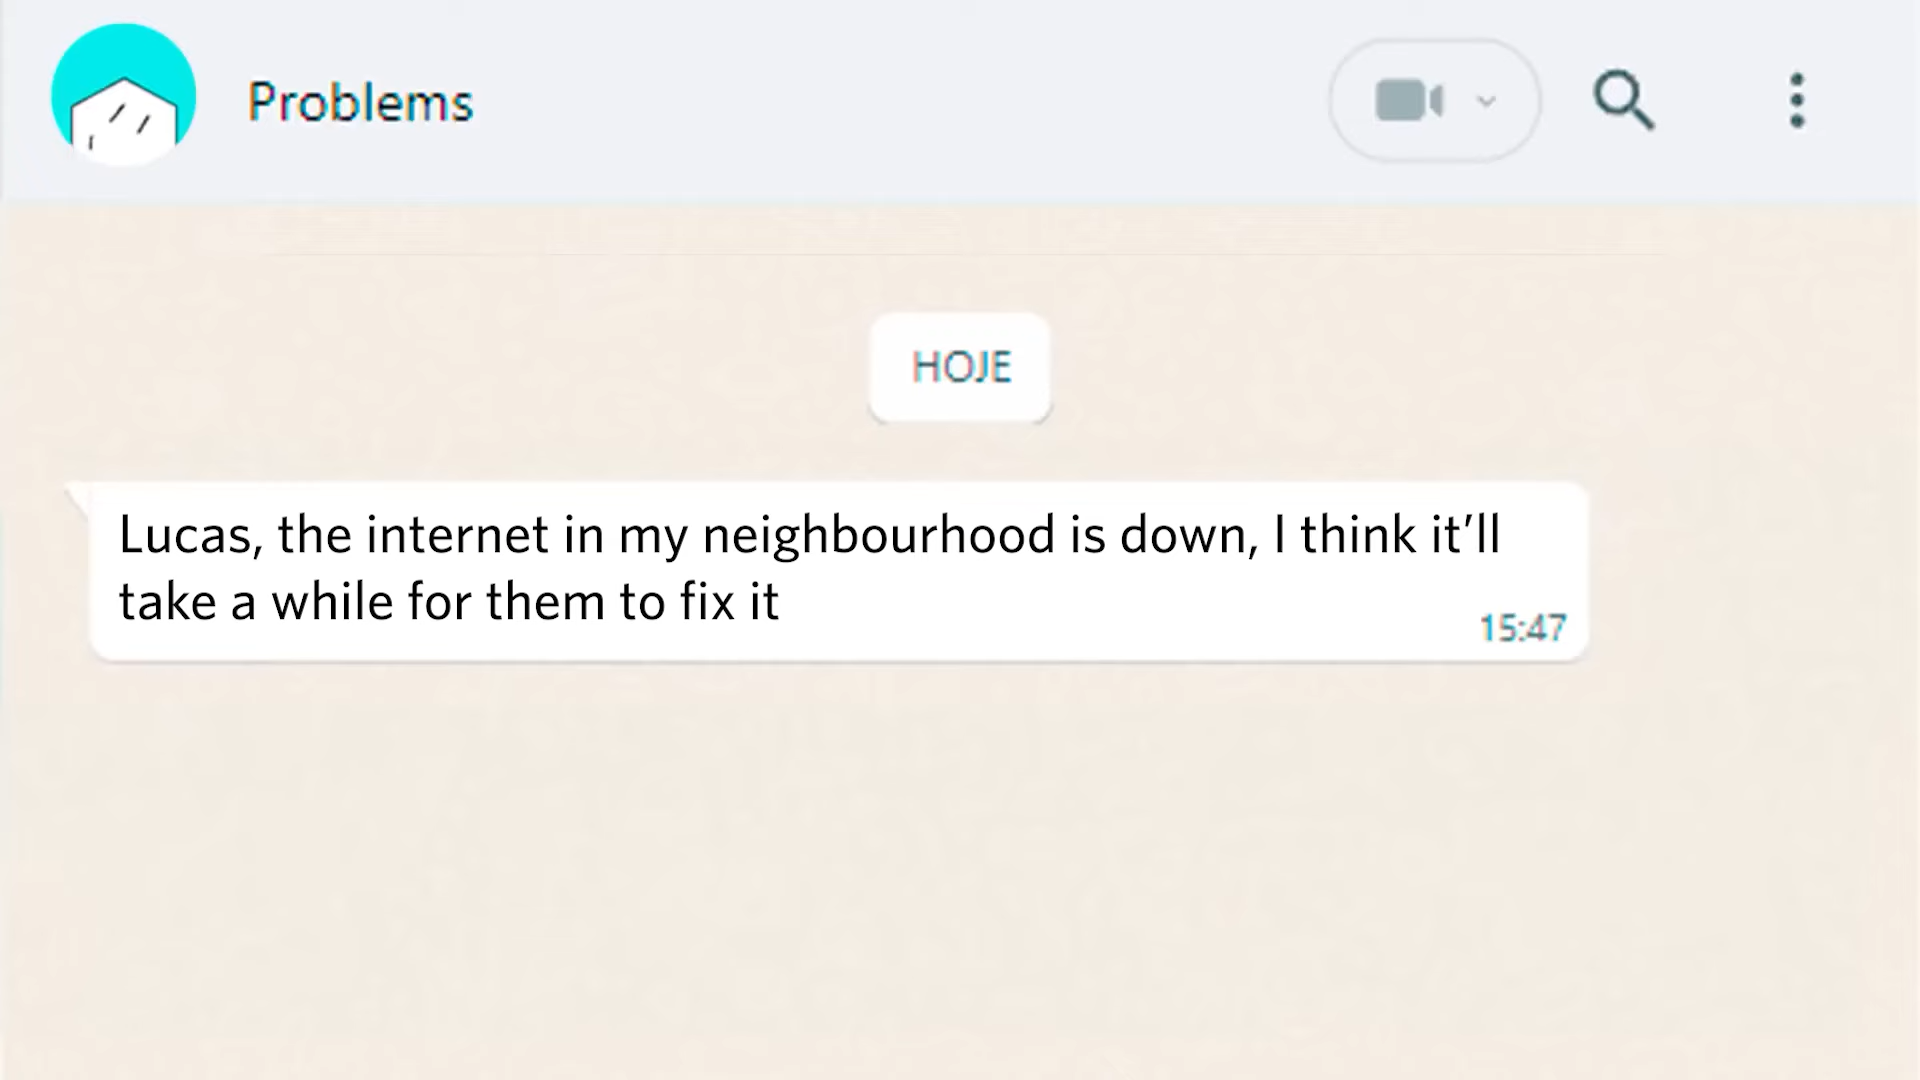 Problems
HOJE
Lucas, the internet in my neighbourhood is down, I think it’ll
take a while for them to fix it
15:47